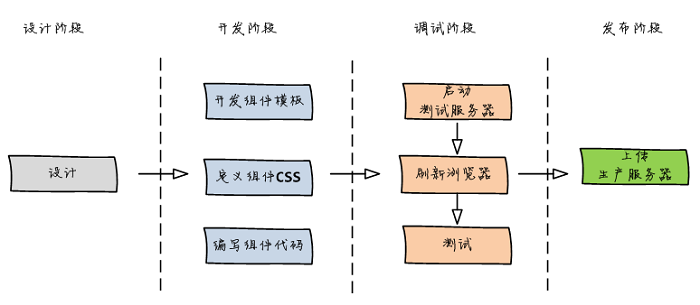 设计阶段
开发阶段
调试阶段
发布阶段
设计
开发组件模板
定义组件CSS
编写组件代码
启动
测试服务器
刷新浏览器
测试
上传
生产服务器